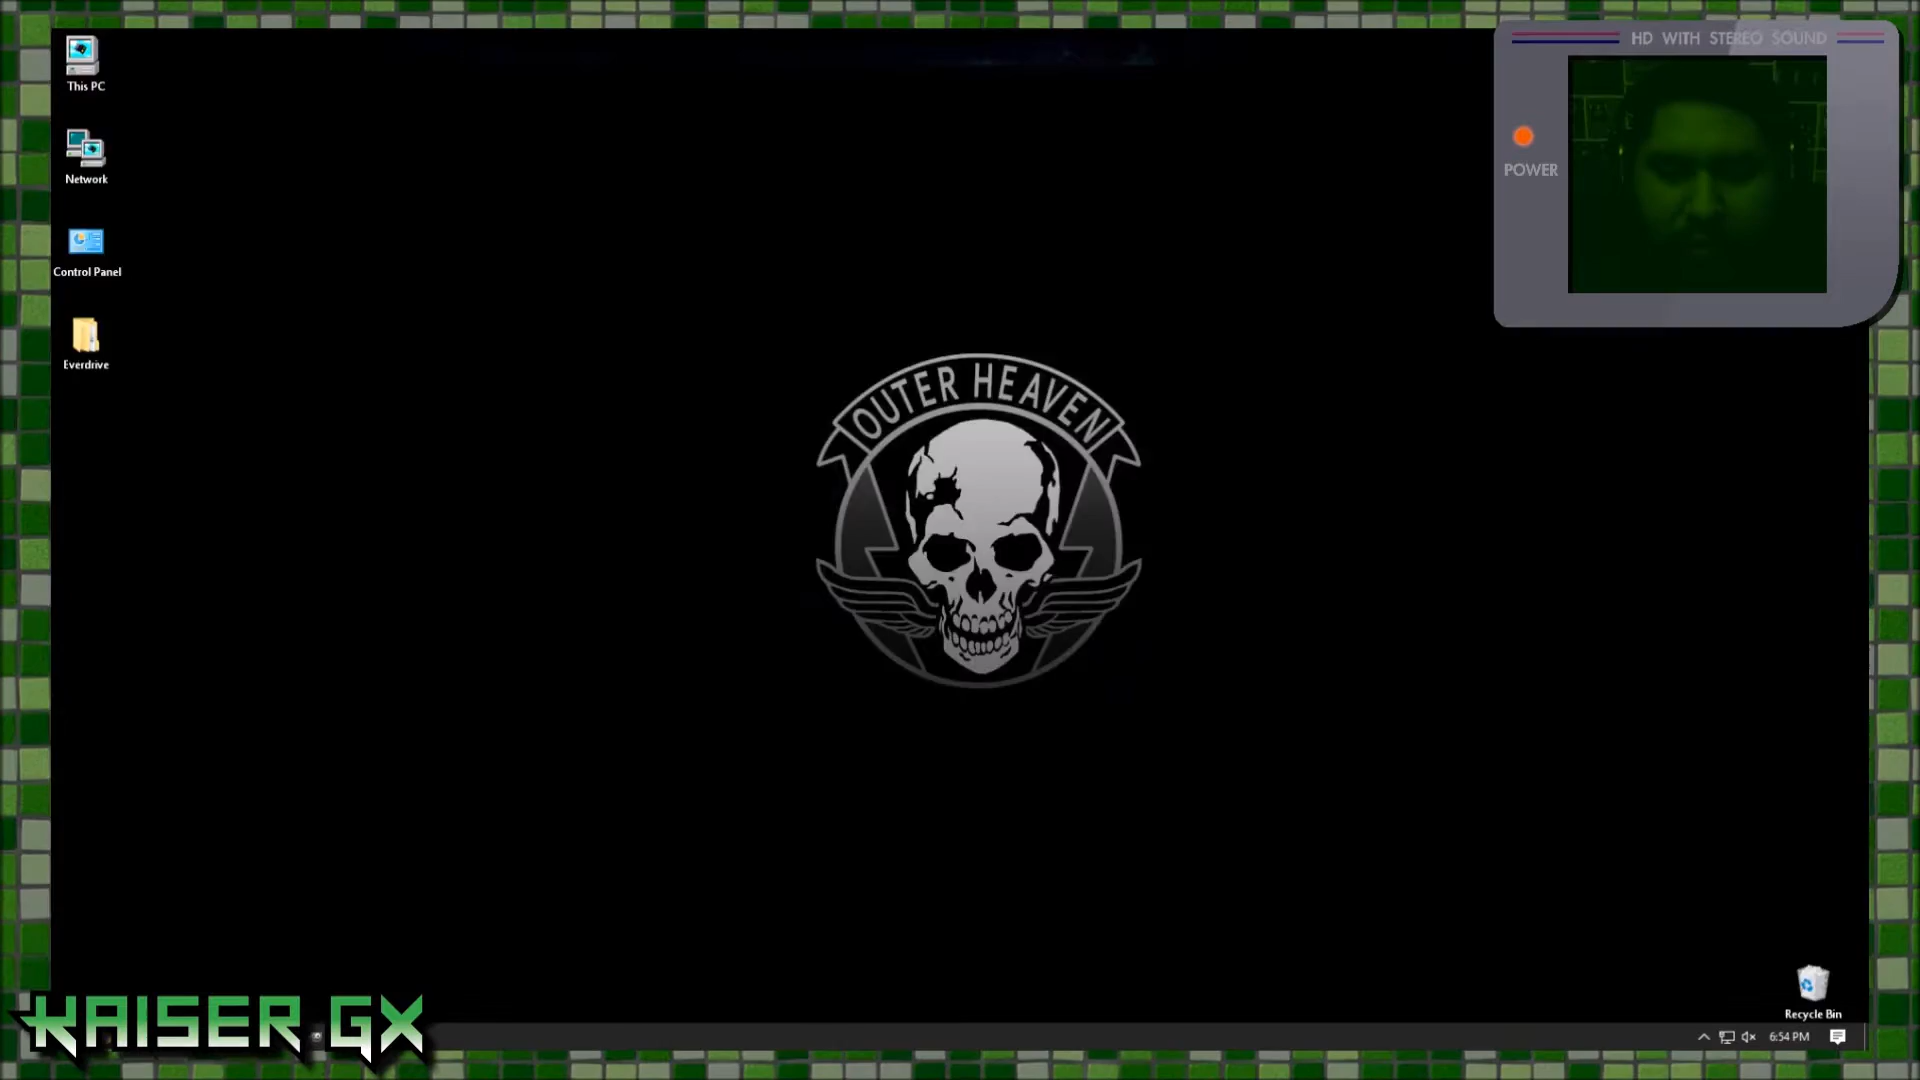 This PC
Network
Control Panel
Everdrive
HD WITH STEREO SOUND
POWER
OUTER HEAVEN
KAISER GX
Recycle Bin
6:54 PM